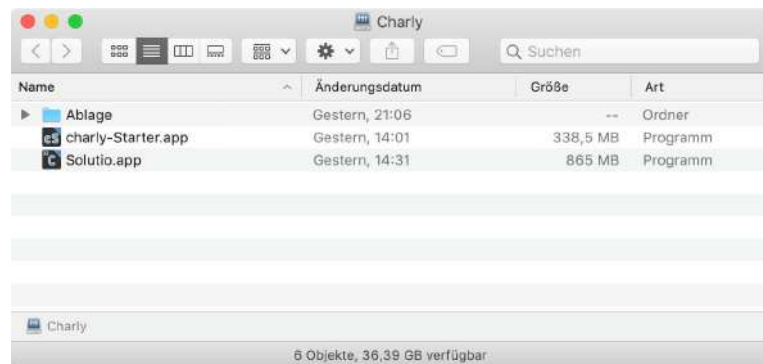 Charly
Suchen
Name Änderungsdatum Größe Art
Ablage Gestern, 21:06 -- Ordner
charly-Starter.app Gestern, 14:01 338,5 MB Programm
Solutio.app Gestern, 14:31 865 MB Programm
Charly
6 Objekte, 36,39 GB verfügbar